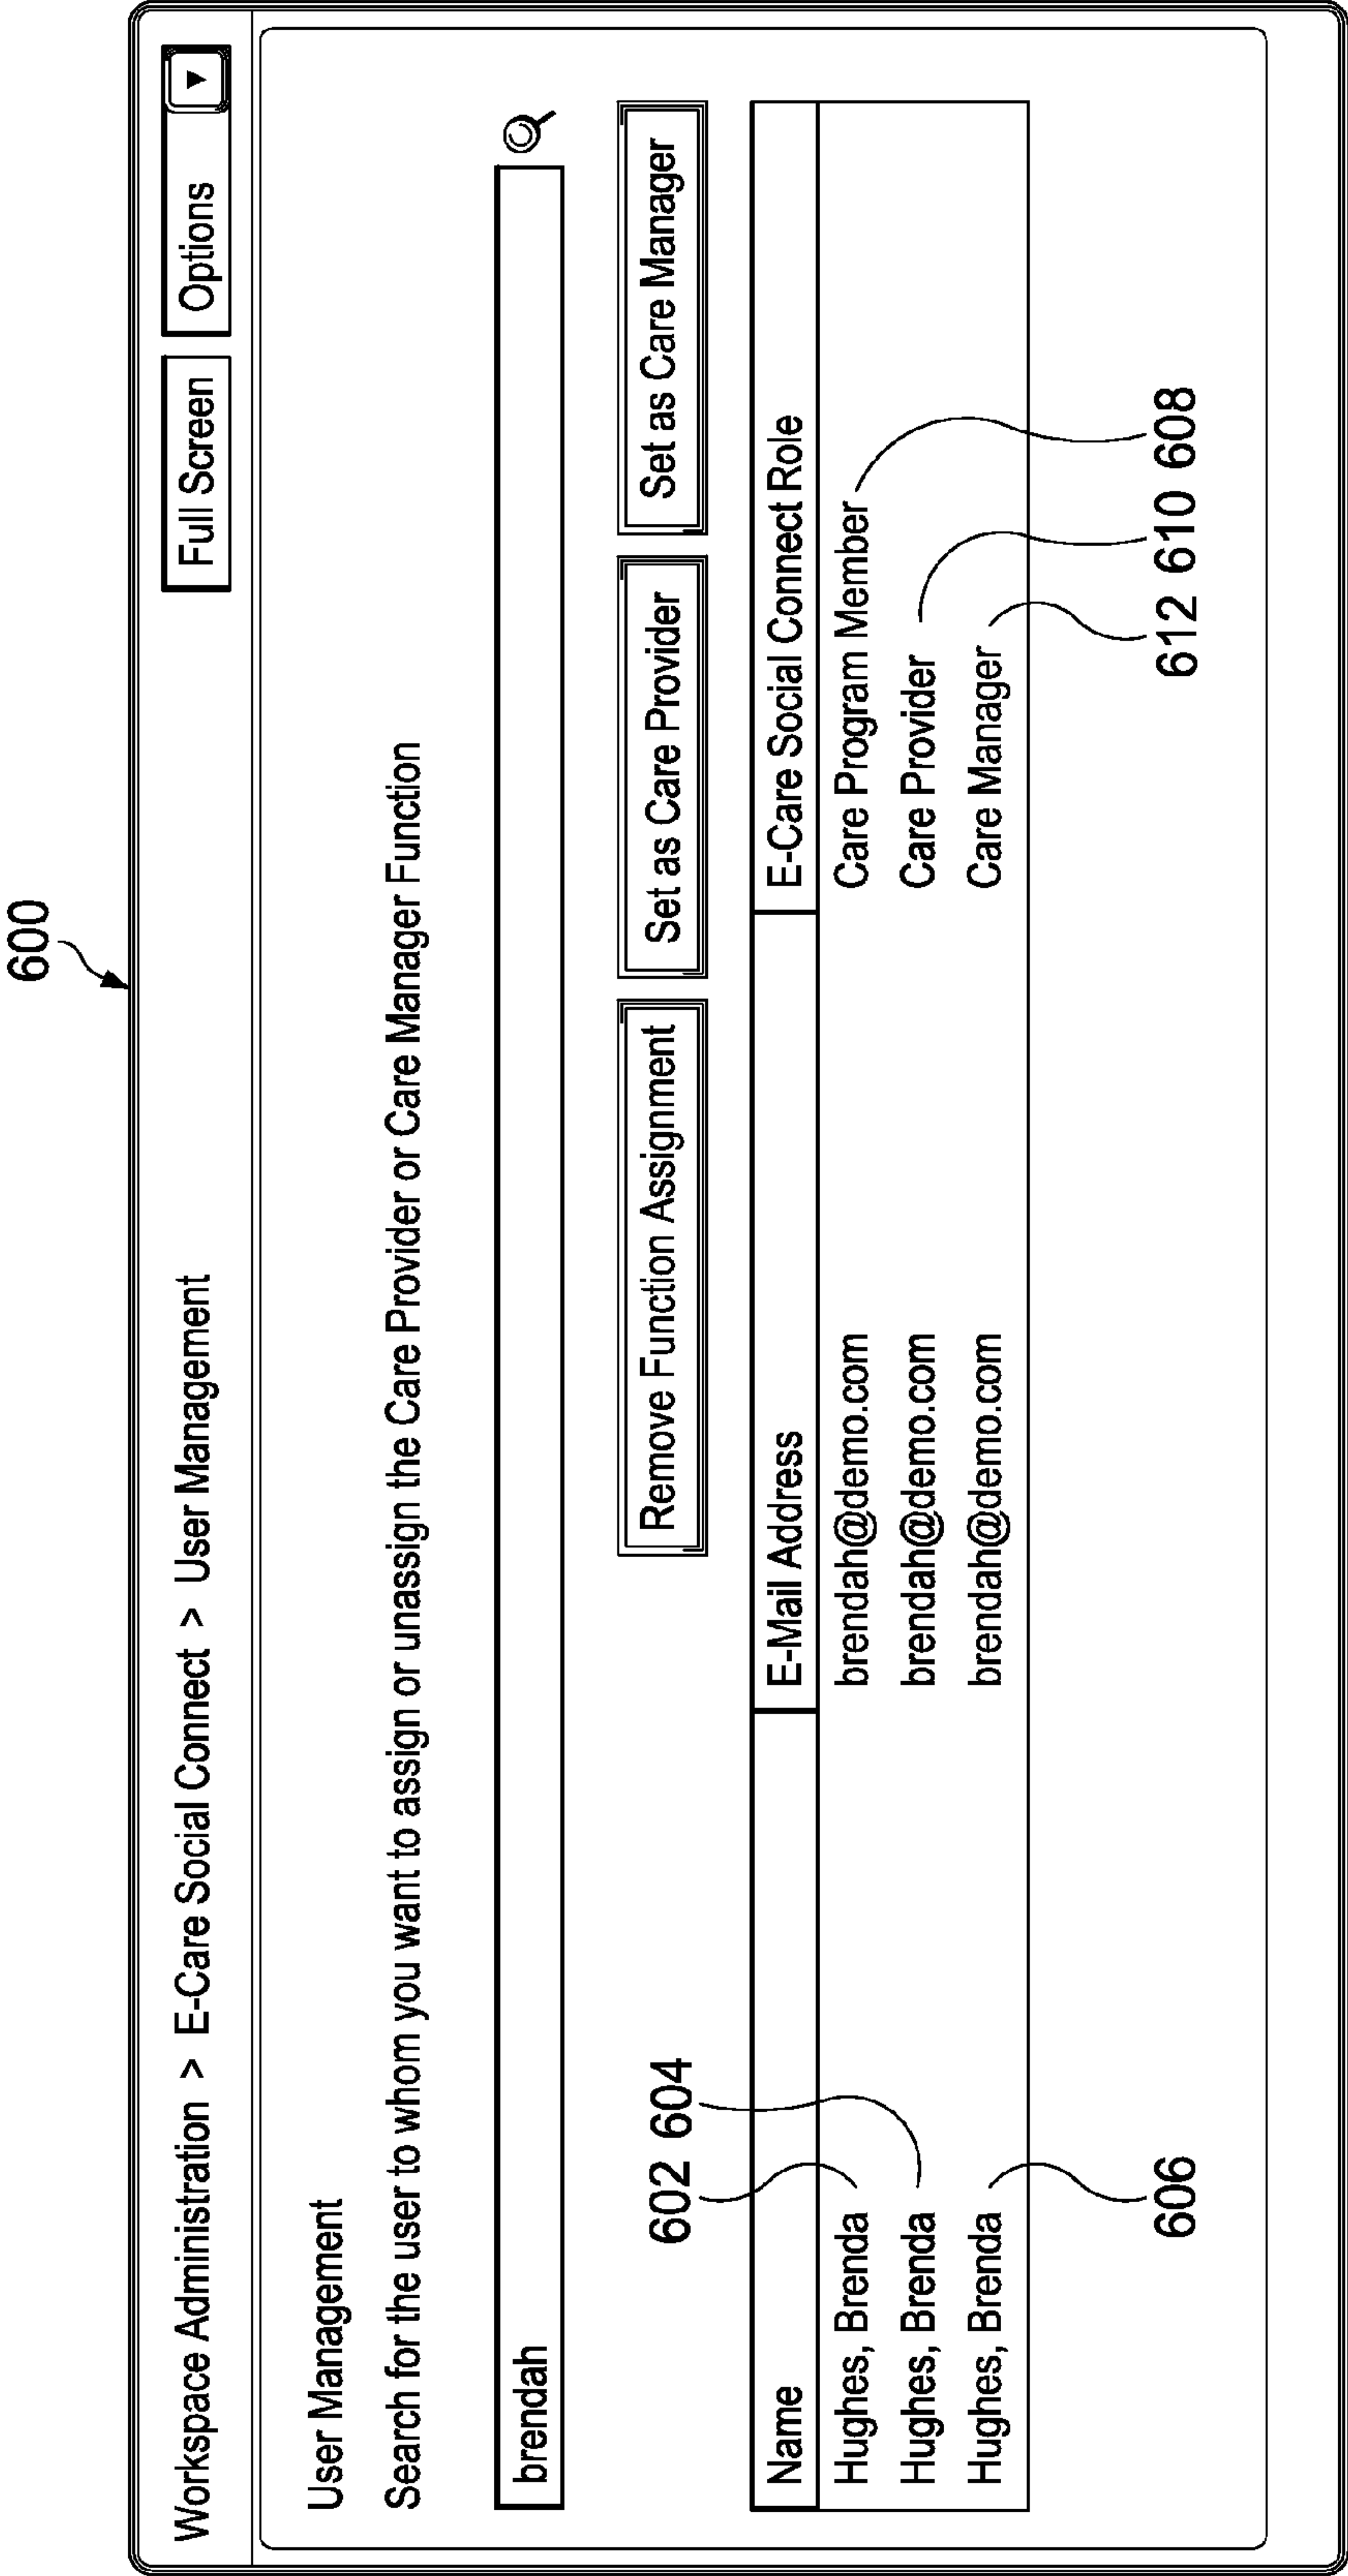 600
Workspace Administration > E-Care Social Connect > User Management
Full Screen
Options
User Management
Search for the user to whom you want to assign or unassign the Care Provider or Care Manager Function
brendah
Remove Function Assignment
Set as Care Provider
Set as Care Manager
602 604
Name E-Mail Address E-Care Social Connect Role
Hughes, Brenda brendah@demo.com Care Program Member
Hughes, Brenda brendah@demo.com Care Provider
Hughes, Brenda brendah@demo.com Care Manager
606
612 610 608